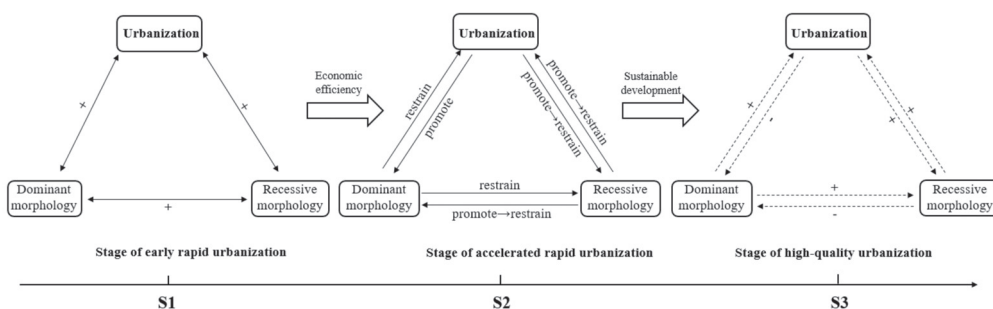 Urbanization
+
+
Dominant
morphology
Recessive
morphology
+
Stage of early rapid urbanization
Economic
efficiency
Urbanization
restrain
promote
promote→restrain
promote→restrain
Dominant
morphology
Recessive
morphology
restrain
promote→restrain
Stage of accelerated rapid urbanization
Sustainable
development
Urbanization
+
-
+
+
Dominant
morphology
Recessive
morphology
+
-
Stage of high-quality urbanization
S1
S2
S3